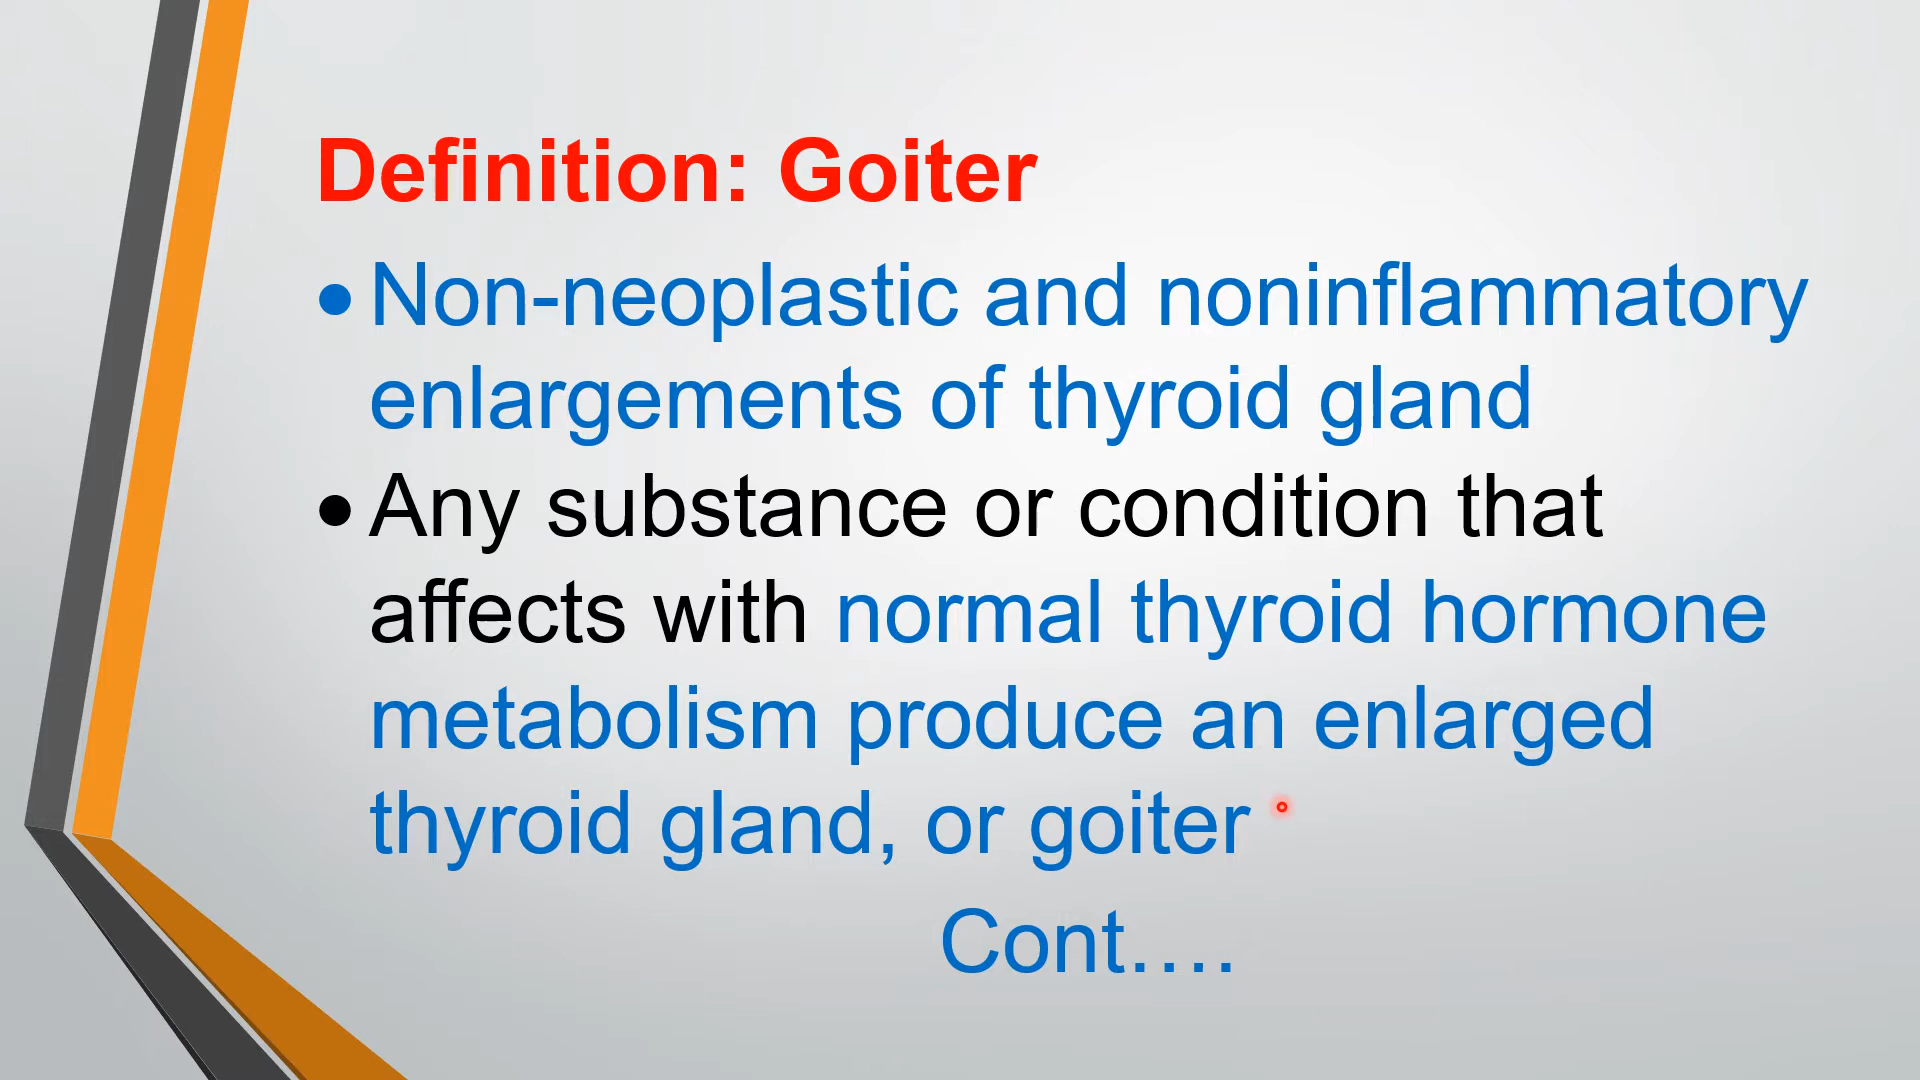 Definition: Goiter
• Non-neoplastic and noninflammatory
enlargements of thyroid gland
• Any substance or condition that
affects with normal thyroid hormone
metabolism produce an enlarged
thyroid gland, or goiter
Cont….